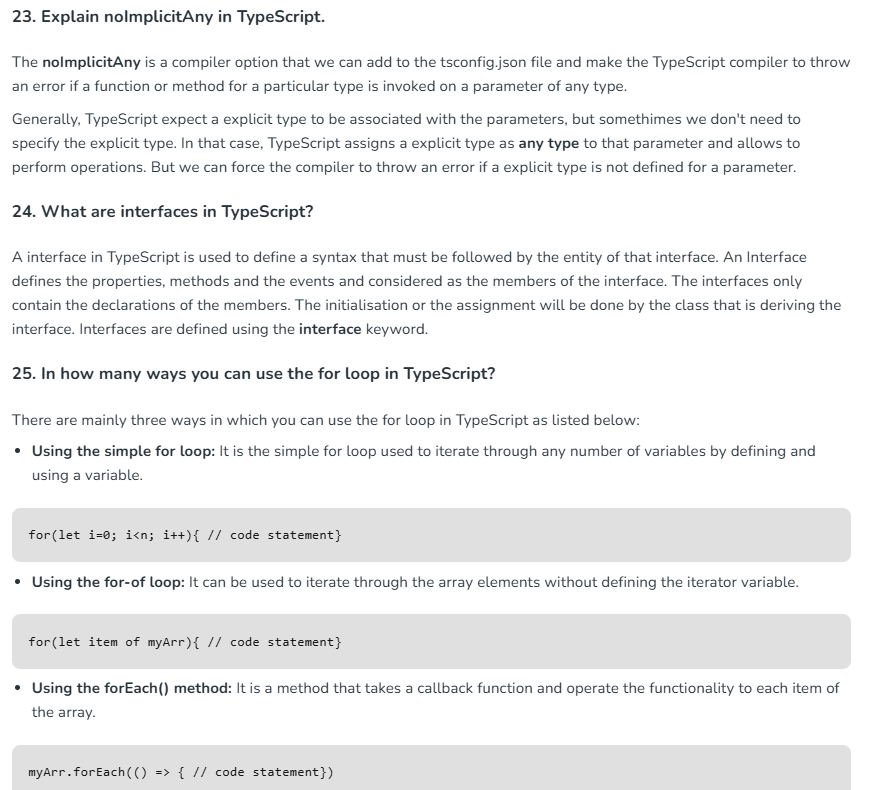 23. Explain noImplicitAny in TypeScript.
The noImplicitAny is a compiler option that we can add to the tsconfig.json file and make the TypeScript compiler to throw
an error if a function or method for a particular type is invoked on a parameter of any type.
Generally, TypeScript expect a explicit type to be associated with the parameters, but somethimes we don't need to
specify the explicit type. In that case, TypeScript assigns a explicit type as any type to that parameter and allows to
perform operations. But we can force the compiler to throw an error if a explicit type is not defined for a parameter.
24. What are interfaces in TypeScript?
A interface in TypeScript is used to define a syntax that must be followed by the entity of that interface. An Interface
defines the properties, methods and the events and considered as the members of the interface. The interfaces only
contain the declarations of the members. The initialisation or the assignment will be done by the class that is deriving the
interface. Interfaces are defined using the interface keyword.
25. In how many ways you can use the for loop in TypeScript?
There are mainly three ways in which you can use the for loop in TypeScript as listed below:
• Using the simple for loop: It is the simple for loop used to iterate through any number of variables by defining and
using a variable.
for(let i=0; i<n; i++){ // code statement}
• Using the for-of loop: It can be used to iterate through the array elements without defining the iterator variable.
for(let item of myArr){ // code statement}
• Using the forEach() method: It is a method that takes a callback function and operate the functionality to each item of
the array.
myArr.forEach(() => { // code statement})